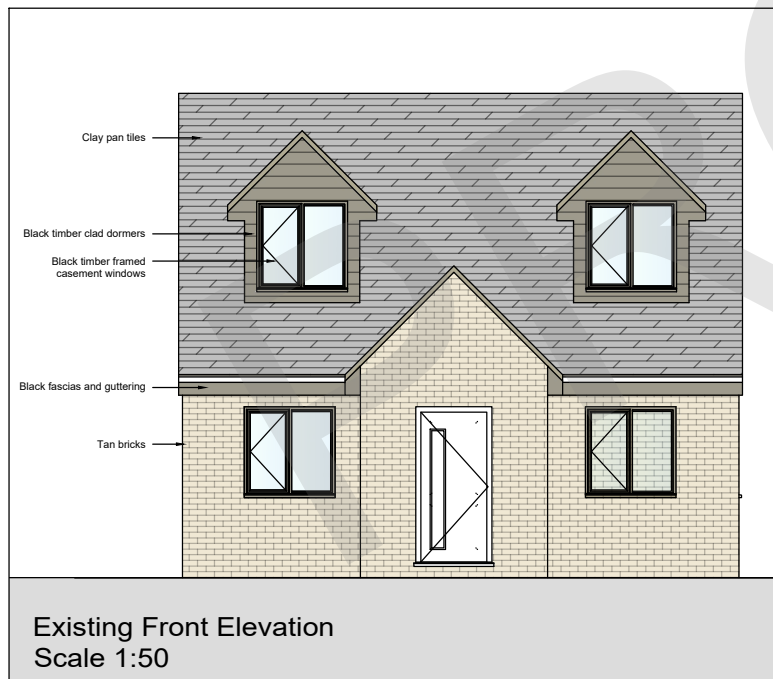 Clay pan tiles
Black timber clad dormers
Black timber framed
casement windows
Black fascias and guttering
Tan bricks
Existing Front Elevation
Scale 1:50